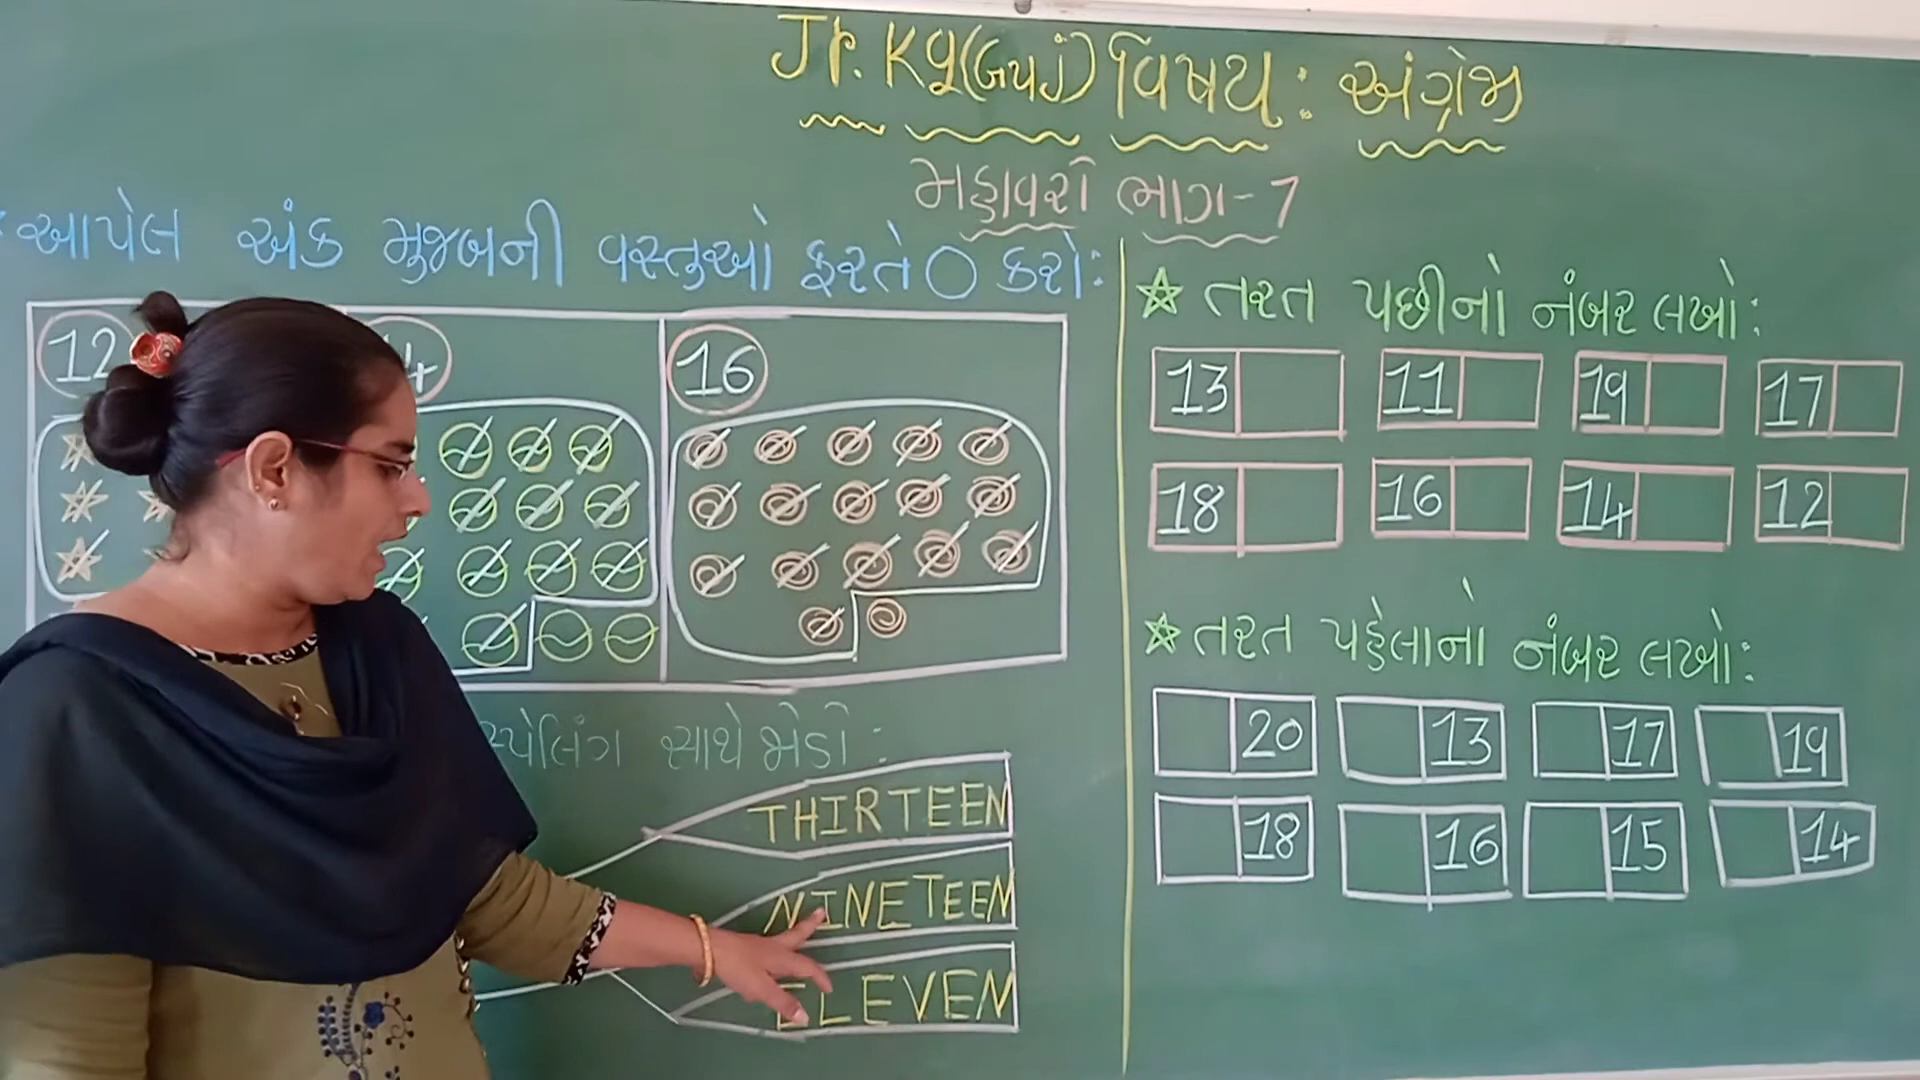 Jr. Kg(Guj) વિષય : અંગ્રેજી
મહાવરો ભાગ-7
આપેલ અંક મુજબની વસ્તુઓ ફરતે ○ કરો:
12 14 16
સ્પેલિંગ સાથે જોડો :
THIRTEEN
NINETEEN
ELEVEN
☆ તરત પછીનો નંબર લખો:
13 11 19 17
18 16 14 12
☆ તરત પહેલાનો નંબર લખો:
20 13 17 19
18 16 15 14